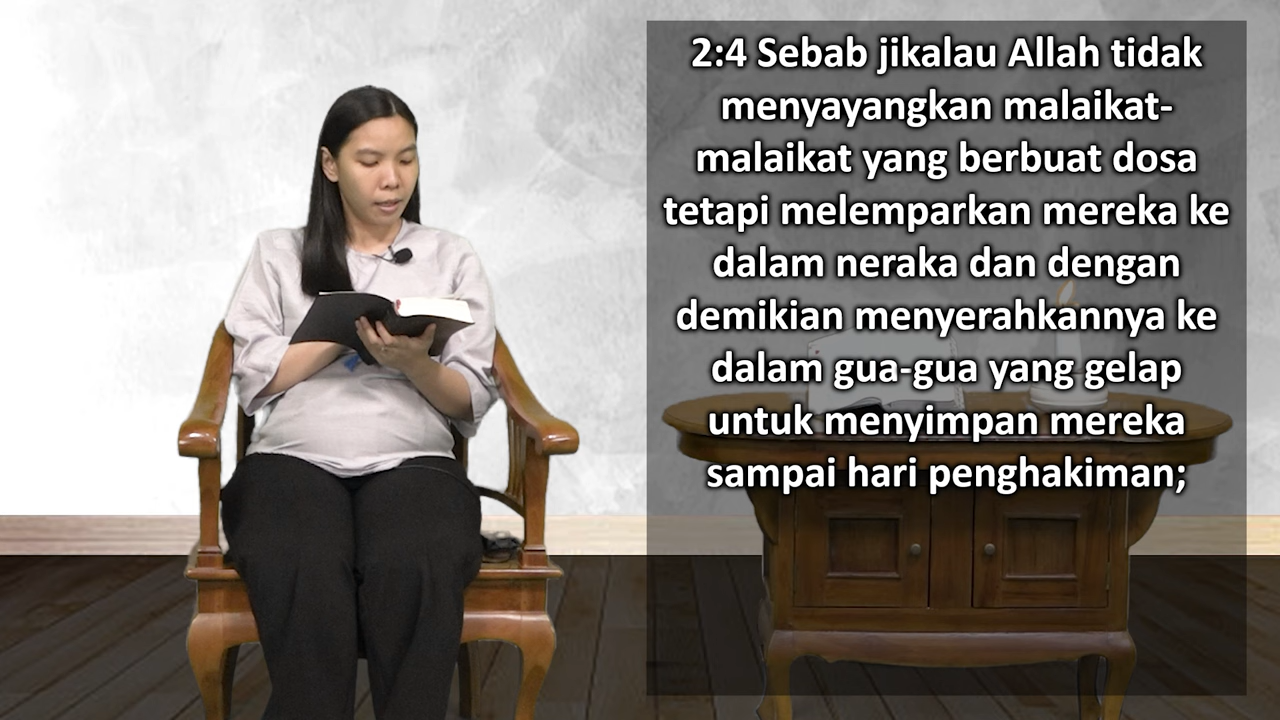 2:4 Sebab jikalau Allah tidak
menyayangkan malaikat-
malaikat yang berbuat dosa
tetapi melemparkan mereka ke
dalam neraka dan dengan
demikian menyerahkannya ke
dalam gua-gua yang gelap
untuk menyimpan mereka
sampai hari penghakiman;